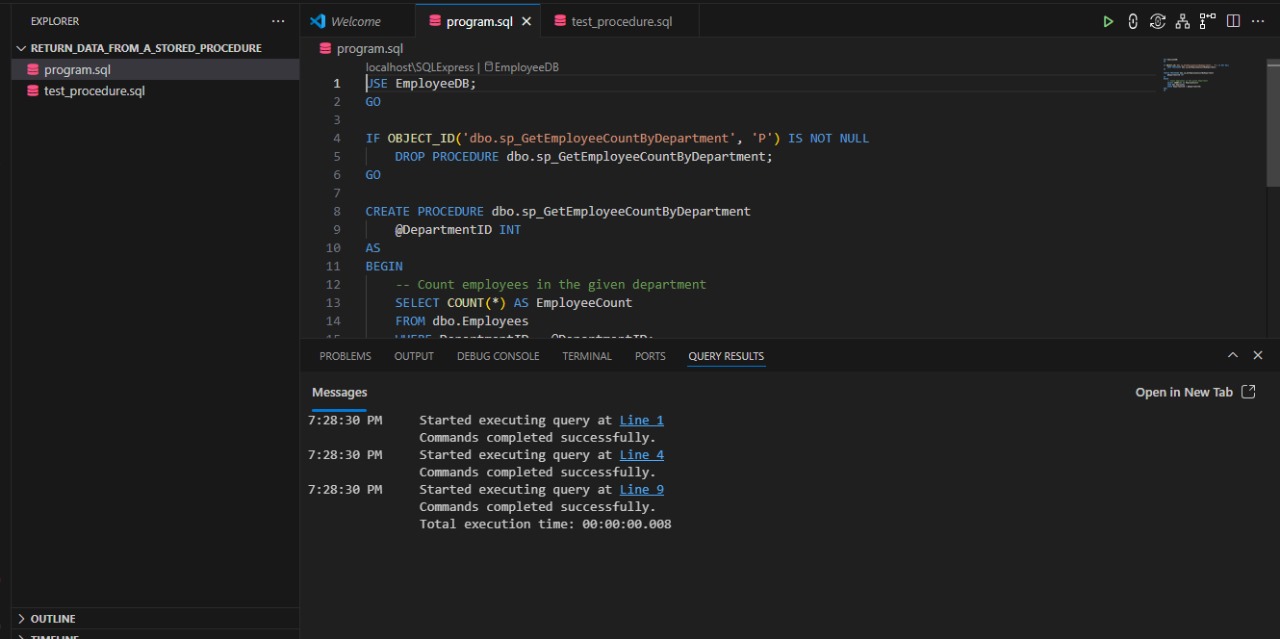 EXPLORER
RETURN_DATA_FROM_A_STORED_PROCEDURE
program.sql
test_procedure.sql
OUTLINE
TIMELINE
Welcome
program.sql
test_procedure.sql
program.sql
localhost\SQLExpress | EmployeeDB
1 USE EmployeeDB;
2 GO
3
4 IF OBJECT_ID('dbo.sp_GetEmployeeCountByDepartment', 'P') IS NOT NULL
5 DROP PROCEDURE dbo.sp_GetEmployeeCountByDepartment;
6 GO
7
8 CREATE PROCEDURE dbo.sp_GetEmployeeCountByDepartment
9 @DepartmentID INT
10 AS
11 BEGIN
12 -- Count employees in the given department
13 SELECT COUNT(*) AS EmployeeCount
14 FROM dbo.Employees
15 WHERE DepartmentID = @DepartmentID;
PROBLEMS OUTPUT DEBUG CONSOLE TERMINAL PORTS QUERY RESULTS
Messages
Open in New Tab
7:28:30 PM Started executing query at Line 1
Commands completed successfully.
7:28:30 PM Started executing query at Line 4
Commands completed successfully.
7:28:30 PM Started executing query at Line 9
Commands completed successfully.
Total execution time: 00:00:00.008